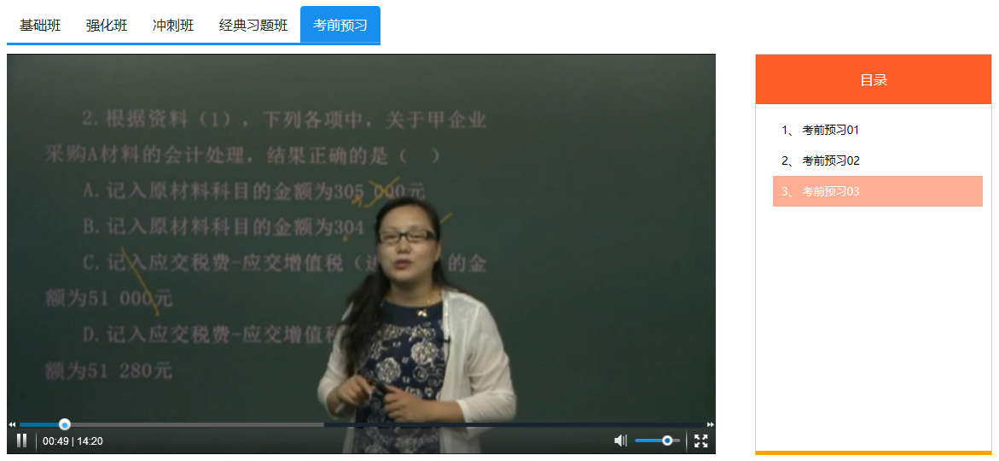 基础班 强化班 冲刺班 经典习题班 考前预习
2.根据资料（1），下列各项中，关于甲企业
采购A材料的会计处理，结果正确的是（ ）
A.记入原材料科目的金额为305 000元
B.记入原材料科目的金额为304
C.记入应交税费-应交增值税（ 的金
额为51 000元
D.记入应交税费-应交增值税
额为51 280元
00:49 | 14:20
目录
1、 考前预习01
2、 考前预习02
3、 考前预习03